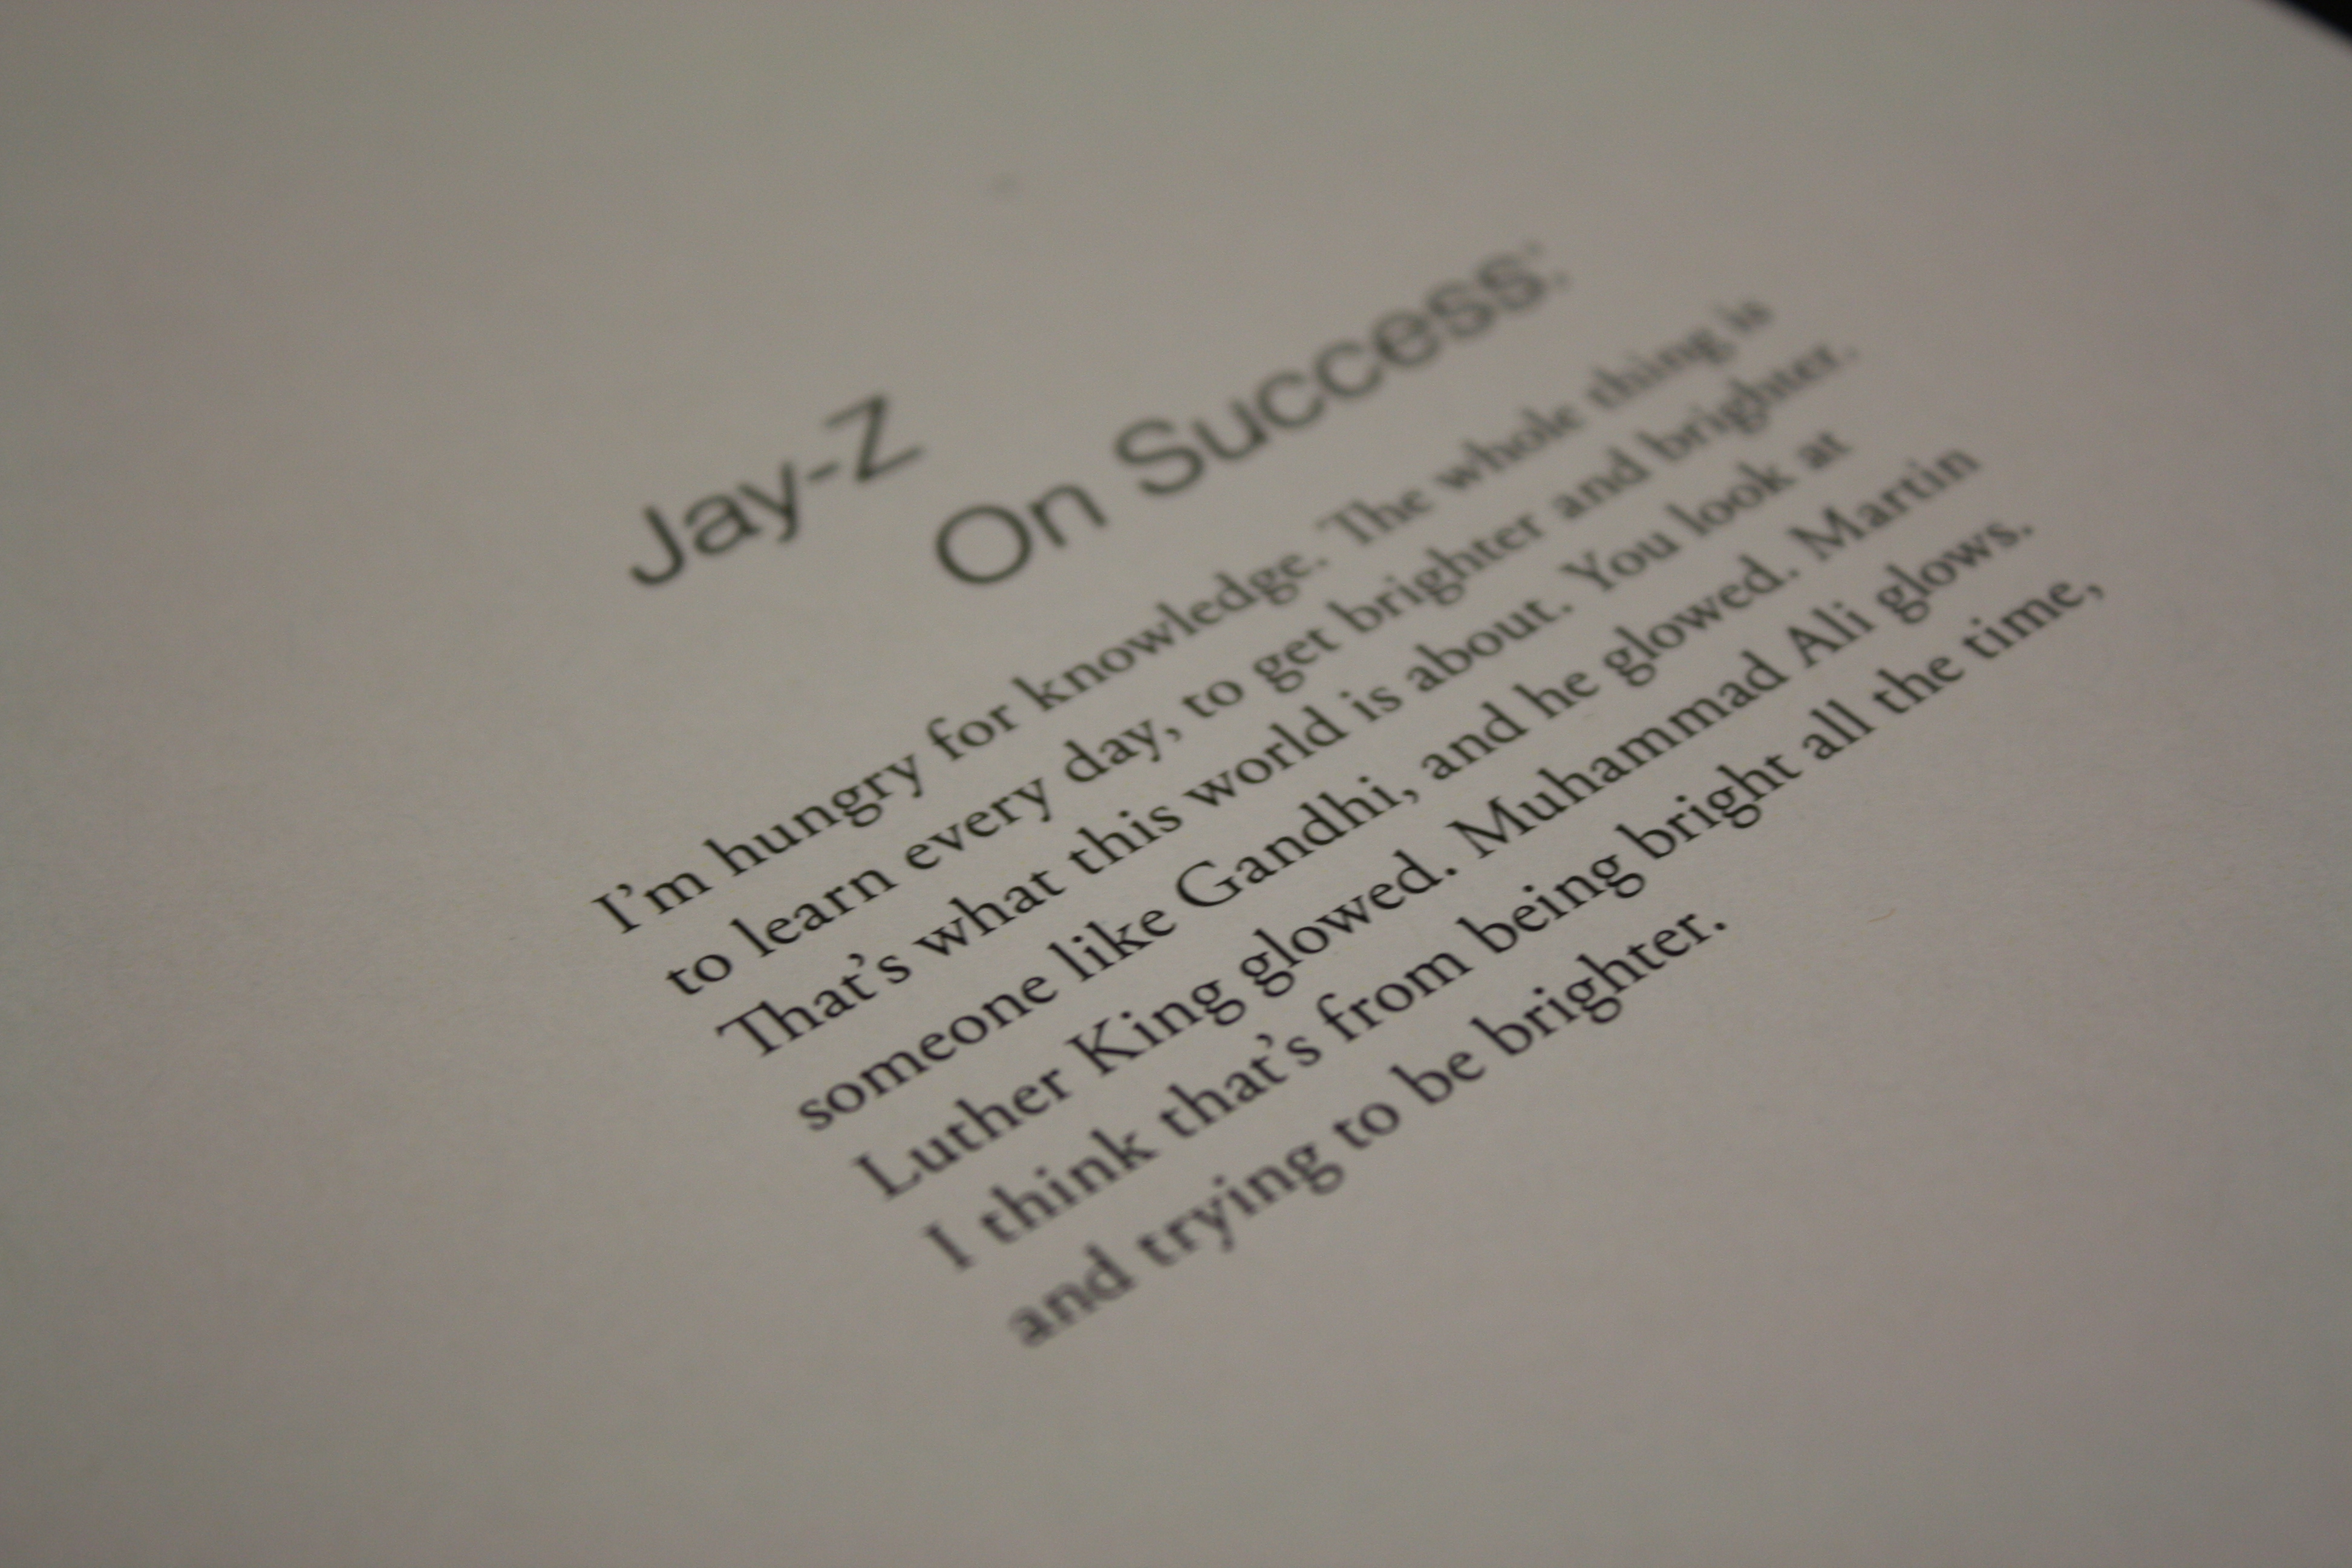 Jay-Z
On Success:
I'm hungry for knowledge. The whole thing is
to learn every day, to get brighter and brighter.
That's what this world is about. You look at
someone like Gandhi, and he glowed. Martin
Luther King glowed. Muhammad Ali glows.
I think that's from being bright all the time,
and trying to be brighter.